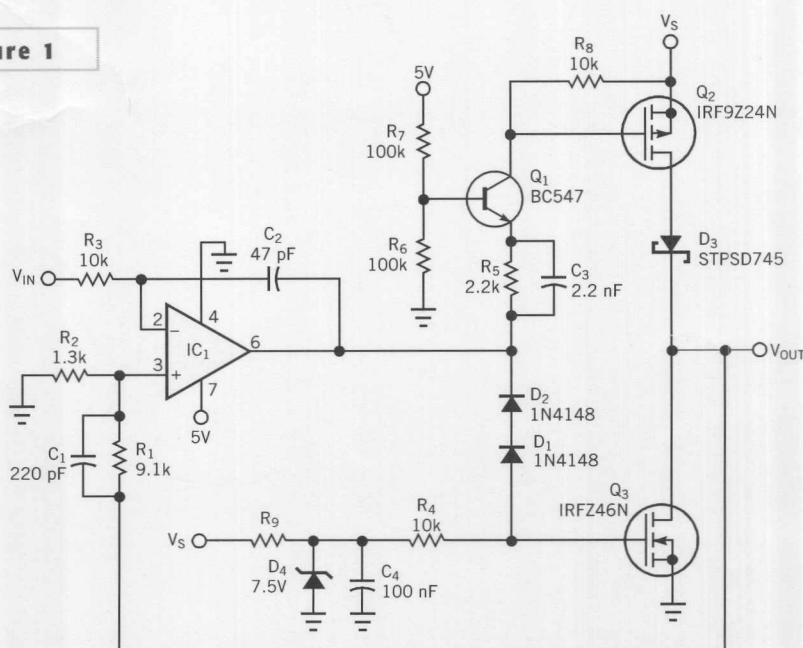 ure 1
VS
R8
10k
5V
Q2
IRF9Z24N
R7
100k
Q1
BC547
C2
47 pF
R3
10k
D3
STPSD745
VIN
R6
100k
R5
2.2k
C3
2.2 nF
4
R2
1.3k
2
−
IC1
6
VOUT
3
+
7
D2
1N4148
C1
220 pF
R1
9.1k
5V
D1
1N4148
Q3
IRFZ46N
R9
R4
10k
VS
D4
7.5V
C4
100 nF